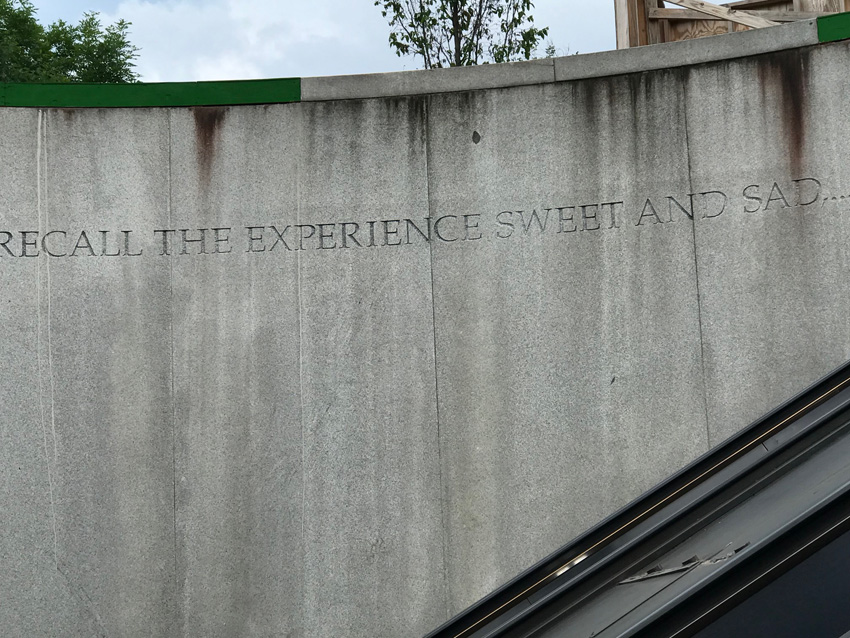 RECALL THE EXPERIENCE SWEET AND SAD,....